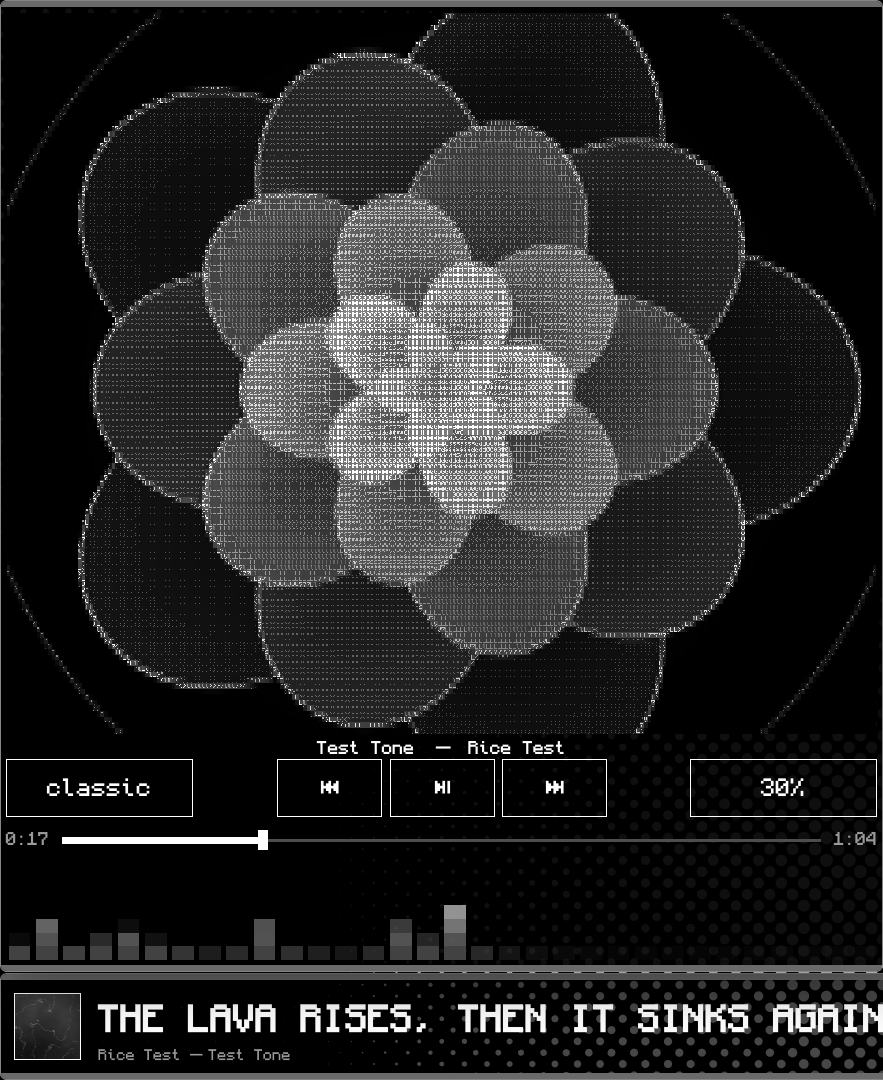 Test Tone — Rice Test
classic
30%
0:17
1:04
THE LAVA RISES, THEN IT SINKS AGAIN
Rice Test — Test Tone